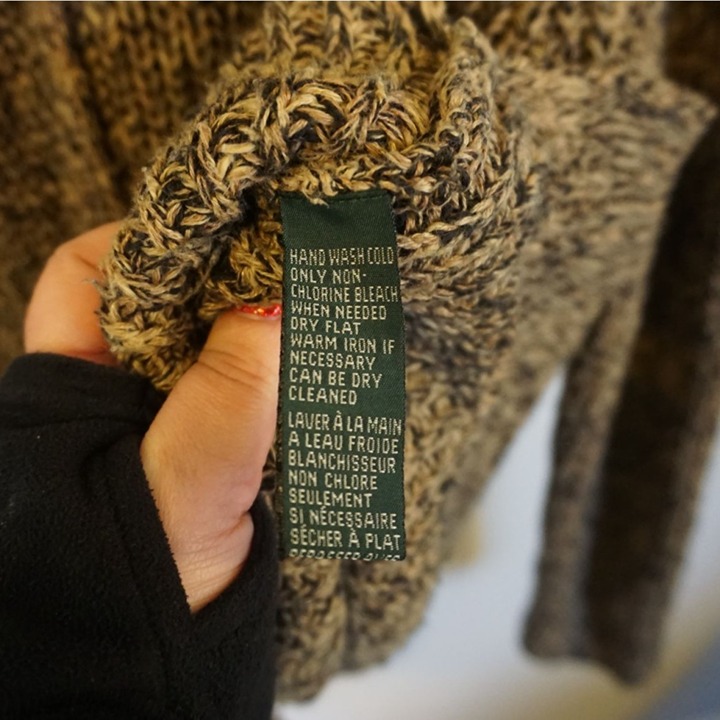 HAND WASH COLD
ONLY NON-
CHLORINE BLEACH
WHEN NEEDED
DRY FLAT
WARM IRON IF
NECESSARY
CAN BE DRY
CLEANED
LAVER À LA MAIN
A LEAU FROIDE
BLANCHISSEUR
NON CHLORE
SEULEMENT
SI NÉCESSAIRE
SÉCHER À PLAT